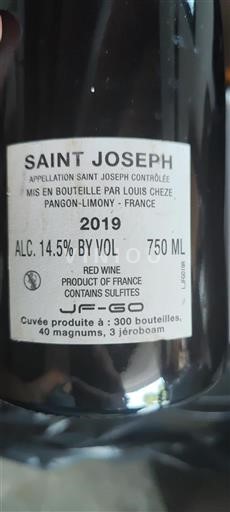 SAINT JOSEPH
APPELLATION SAINT JOSEPH CONTRÔLÉE
MIS EN BOUTEILLE PAR LOUIS CHEZE
PANGON-LIMONY - FRANCE
2019
ALC. 14.5% BY VOL 750 ML
RED WINE
PRODUCT OF FRANCE
CONTAINS SULFITES
JF-GO
Cuvée produite à : 300 bouteilles,
40 magnums, 3 jéroboam